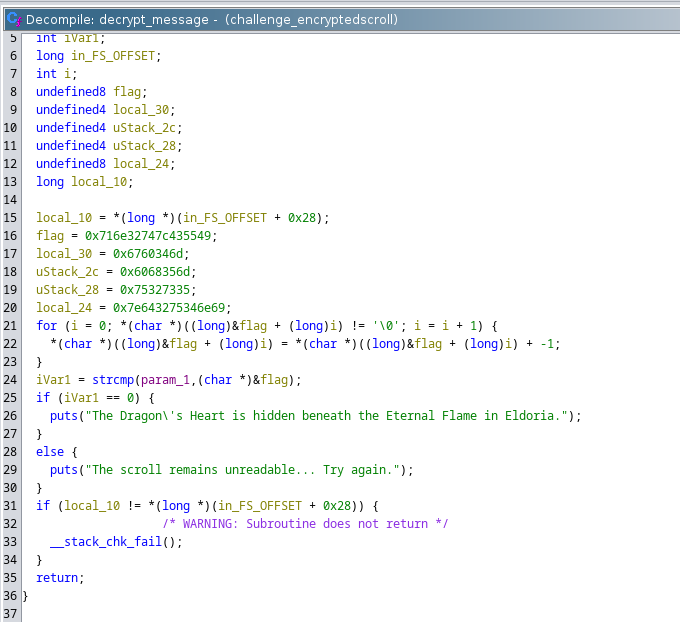 Decompile: decrypt_message - (challenge_encryptedscroll)
5 int iVar1;
6 long in_FS_OFFSET;
7 int i;
8 undefined8 flag;
9 undefined4 local_30;
10 undefined4 uStack_2c;
11 undefined4 uStack_28;
12 undefined8 local_24;
13 long local_10;
14
15 local_10 = *(long *)(in_FS_OFFSET + 0x28);
16 flag = 0x716e32747c435549;
17 local_30 = 0x6760346d;
18 uStack_2c = 0x6068356d;
19 uStack_28 = 0x75327335;
20 local_24 = 0x7e643275346e69;
21 for (i = 0; *(char *)((long)&flag + (long)i) != '\0'; i = i + 1) {
22 *(char *)((long)&flag + (long)i) = *(char *)((long)&flag + (long)i) + -1;
23 }
24 iVar1 = strcmp(param_1,(char *)&flag);
25 if (iVar1 == 0) {
26 puts("The Dragon\'s Heart is hidden beneath the Eternal Flame in Eldoria.");
27 }
28 else {
29 puts("The scroll remains unreadable... Try again.");
30 }
31 if (local_10 != *(long *)(in_FS_OFFSET + 0x28)) {
32 /* WARNING: Subroutine does not return */
33 __stack_chk_fail();
34 }
35 return;
36 }
37